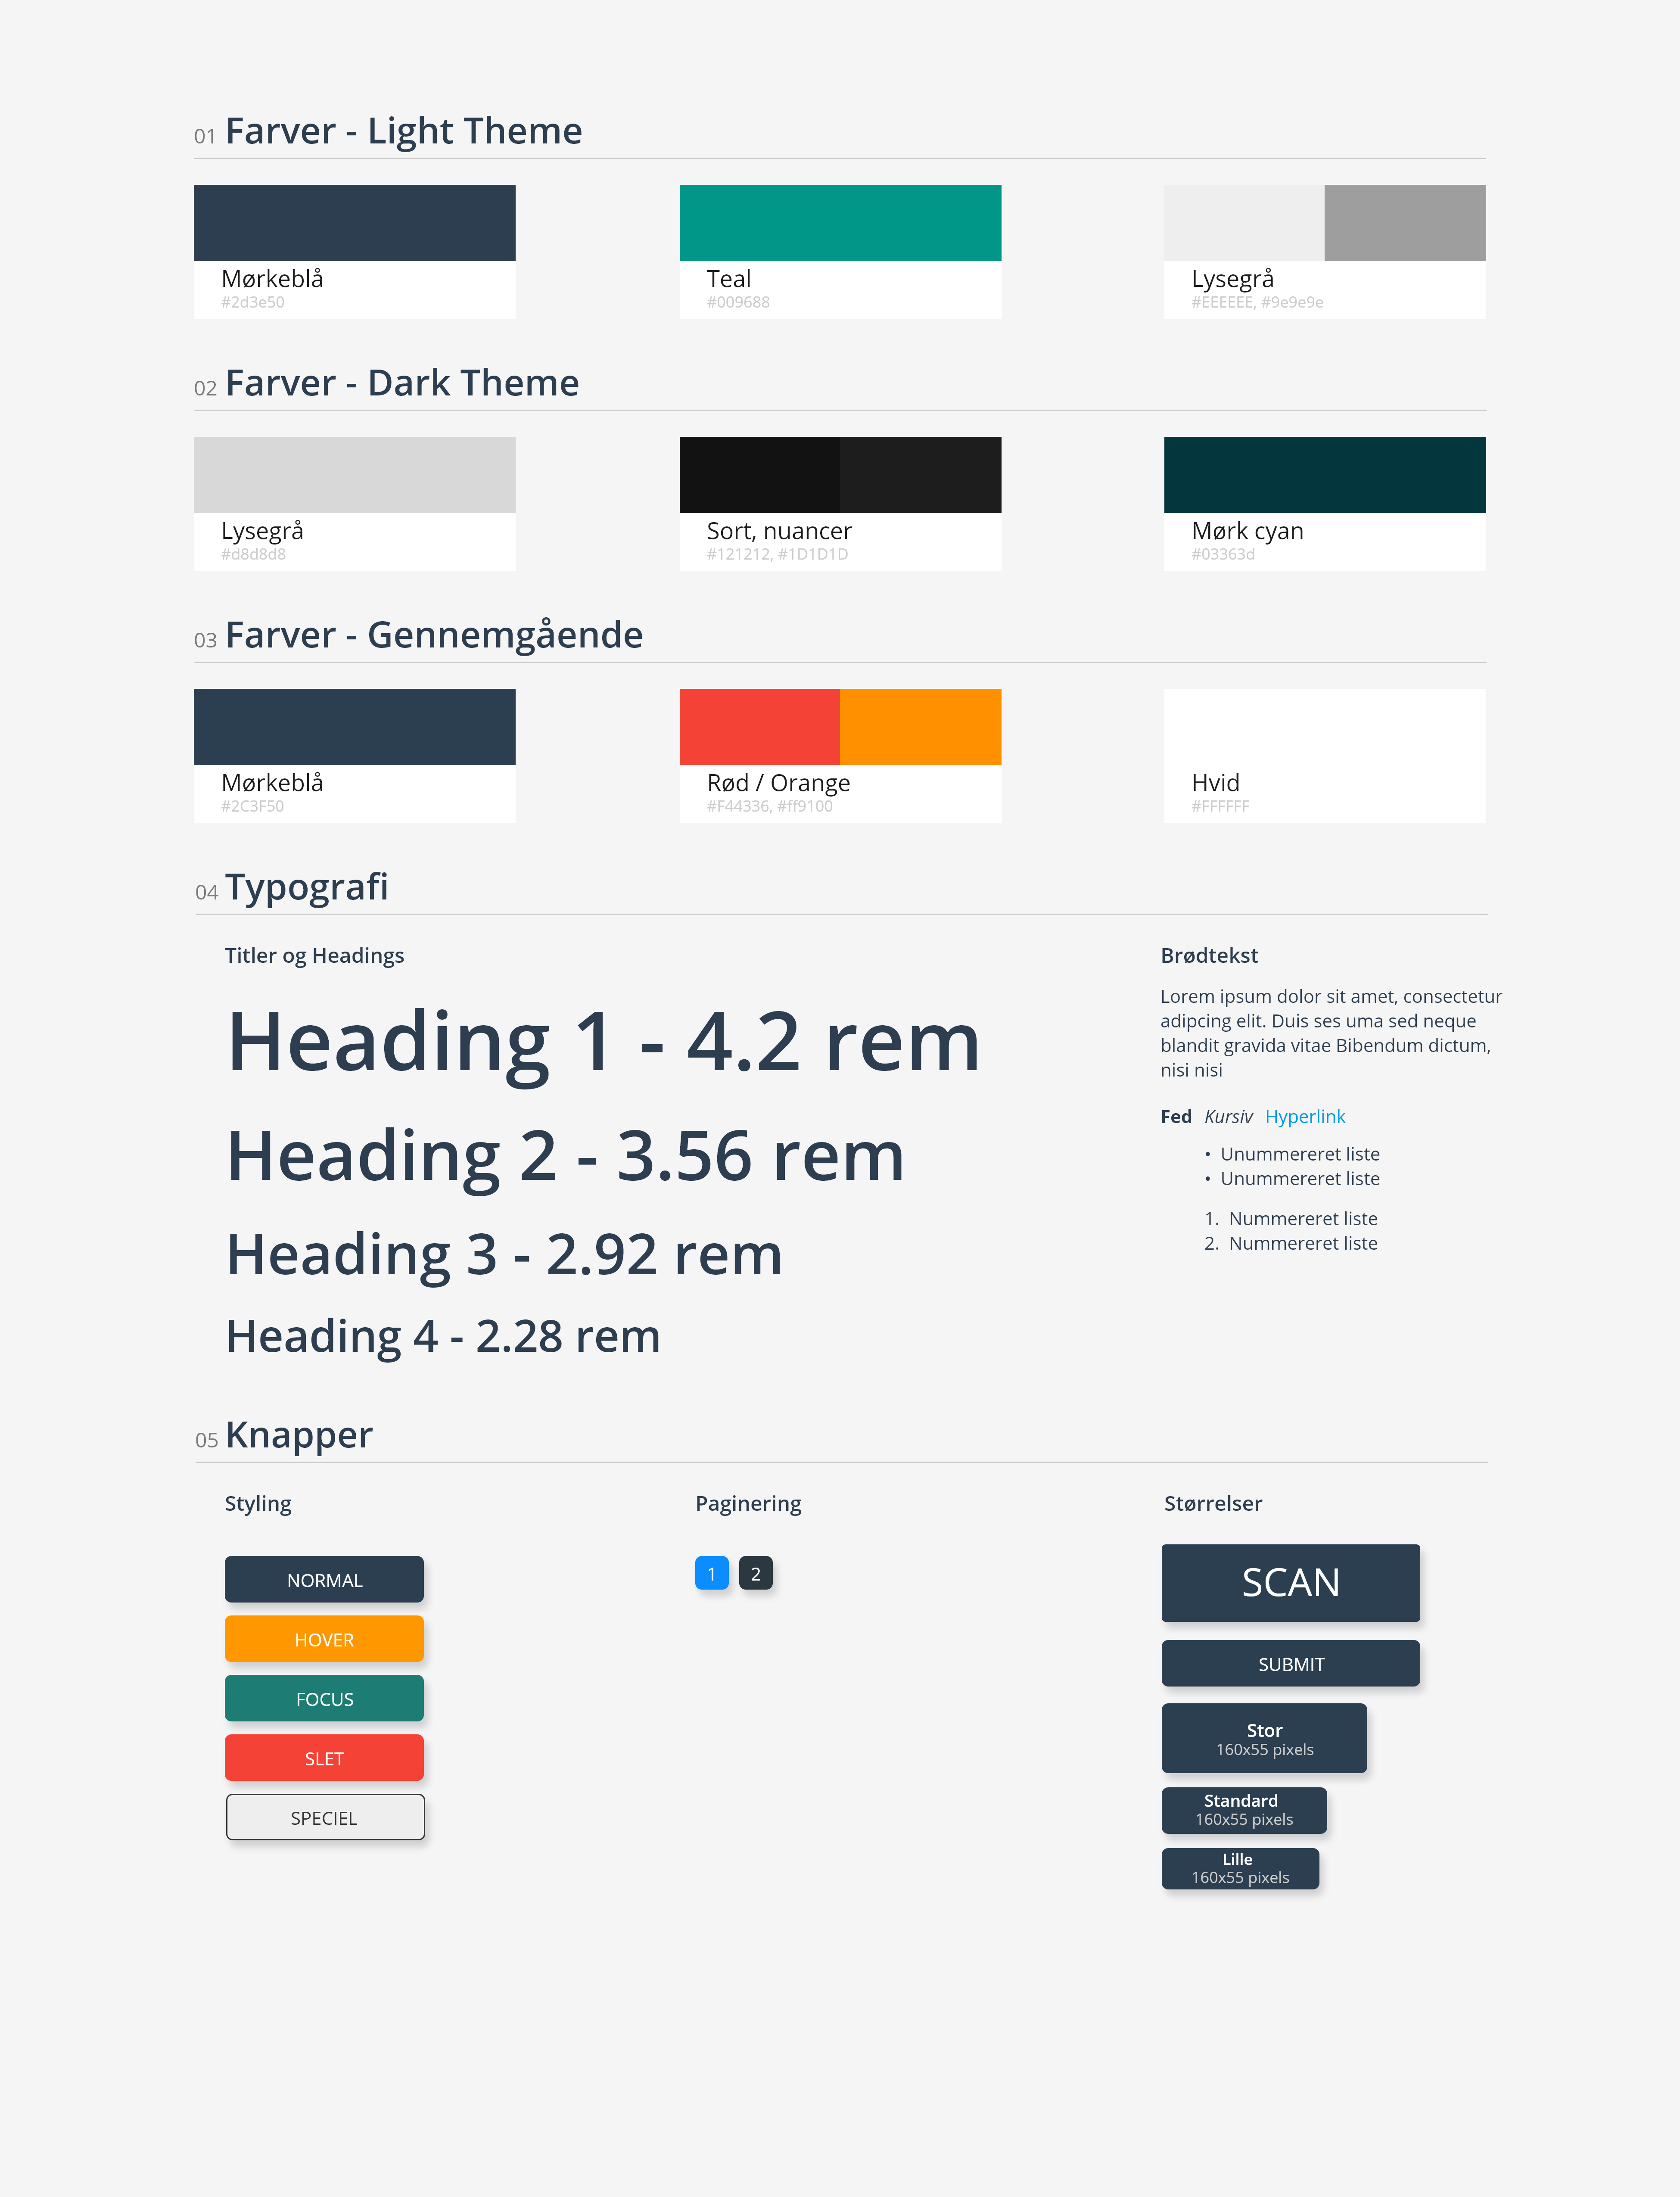 01 Farver - Light Theme
Mørkeblå
#2d3e50
Teal
#009688
Lysegrå
#EEEEEE, #9e9e9e
02 Farver - Dark Theme
Lysegrå
#d8d8d8
Sort, nuancer
#121212, #1D1D1D
Mørk cyan
#03363d
03 Farver - Gennemgående
Mørkeblå
#2C3F50
Rød / Orange
#F44336, #ff9100
Hvid
#FFFFFF
04 Typografi
Titler og Headings
Heading 1 - 4.2 rem
Heading 2 - 3.56 rem
Heading 3 - 2.92 rem
Heading 4 - 2.28 rem
Brødtekst
Lorem ipsum dolor sit amet, consectetur
adipcing elit. Duis ses uma sed neque
blandit gravida vitae Bibendum dictum,
nisi nisi
Fed Kursiv Hyperlink
• Unummereret liste
• Unummereret liste
1. Nummereret liste
2. Nummereret liste
05 Knapper
Styling
NORMAL
HOVER
FOCUS
SLET
SPECIEL
Paginering
1 2
Størrelser
SCAN
SUBMIT
Stor
160x55 pixels
Standard
160x55 pixels
Lille
160x55 pixels